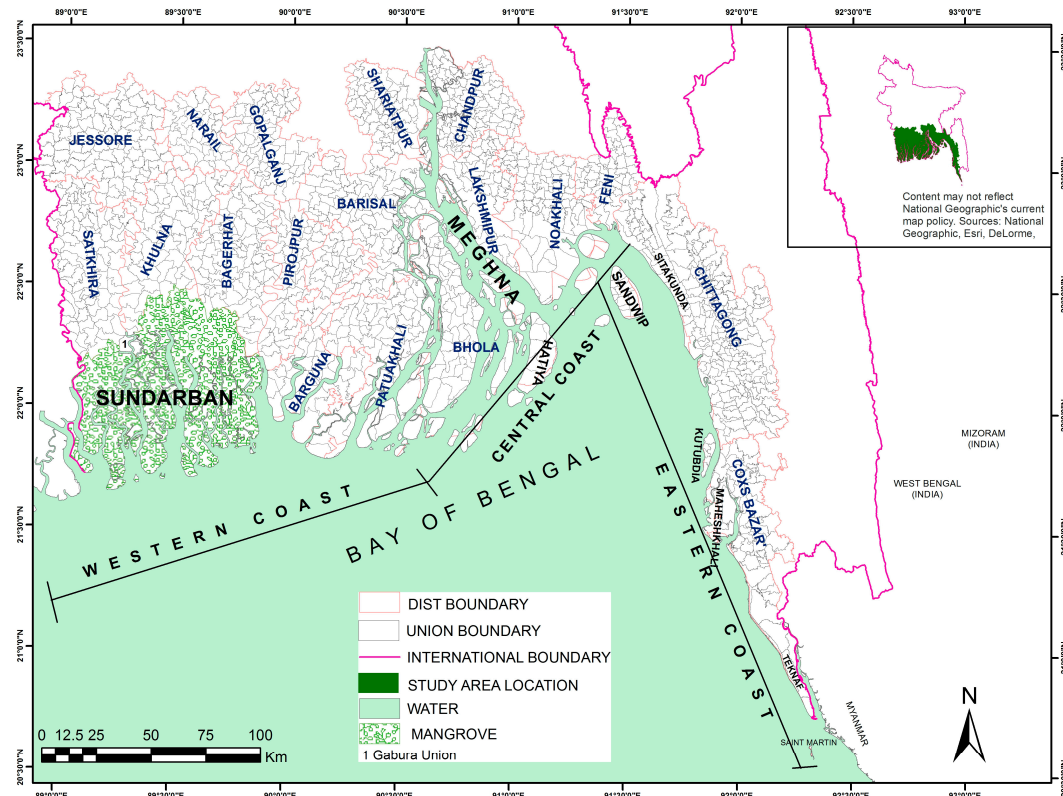 89°0'0"E 89°30'0"E 90°0'0"E 90°30'0"E 91°0'0"E 91°30'0"E 92°0'0"E 92°30'0"E 93°0'0"E
23°30'0"N
23°0'0"N
22°30'0"N
22°0'0"N
21°30'0"N
21°0'0"N
20°30'0"N
JESSORE
NARAIL
GOPALGANJ
SHARIATPUR
CHANDPUR
SATKHIRA
KHULNA
BAGERHAT
PIROJPUR
BARISAL
LAKSHMIPUR
NOAKHALI
FENI
MEGHNA
SITAKUNDA
CHITTAGONG
SANDWIP
HATIYA
BHOLA
PATUAKHALI
BARGUNA
1
SUNDARBAN
KUTUBDIA
COXS BAZAR'
MAHESHKHALI
TEKNAF
SAINT MARTIN
MYANMAR
MIZORAM
(INDIA)
WEST BENGAL
(INDIA)
WESTERN COAST
CENTRAL COAST
EASTERN COAST
BAY OF BENGAL
Content may not reflect
National Geographic's current
map policy. Sources: National
Geographic, Esri, DeLorme,
DIST BOUNDARY
UNION BOUNDARY
INTERNATIONAL BOUNDARY
STUDY AREA LOCATION
WATER
MANGROVE
1 Gabura Union
0 12.5 25 50 75 100
Km
N